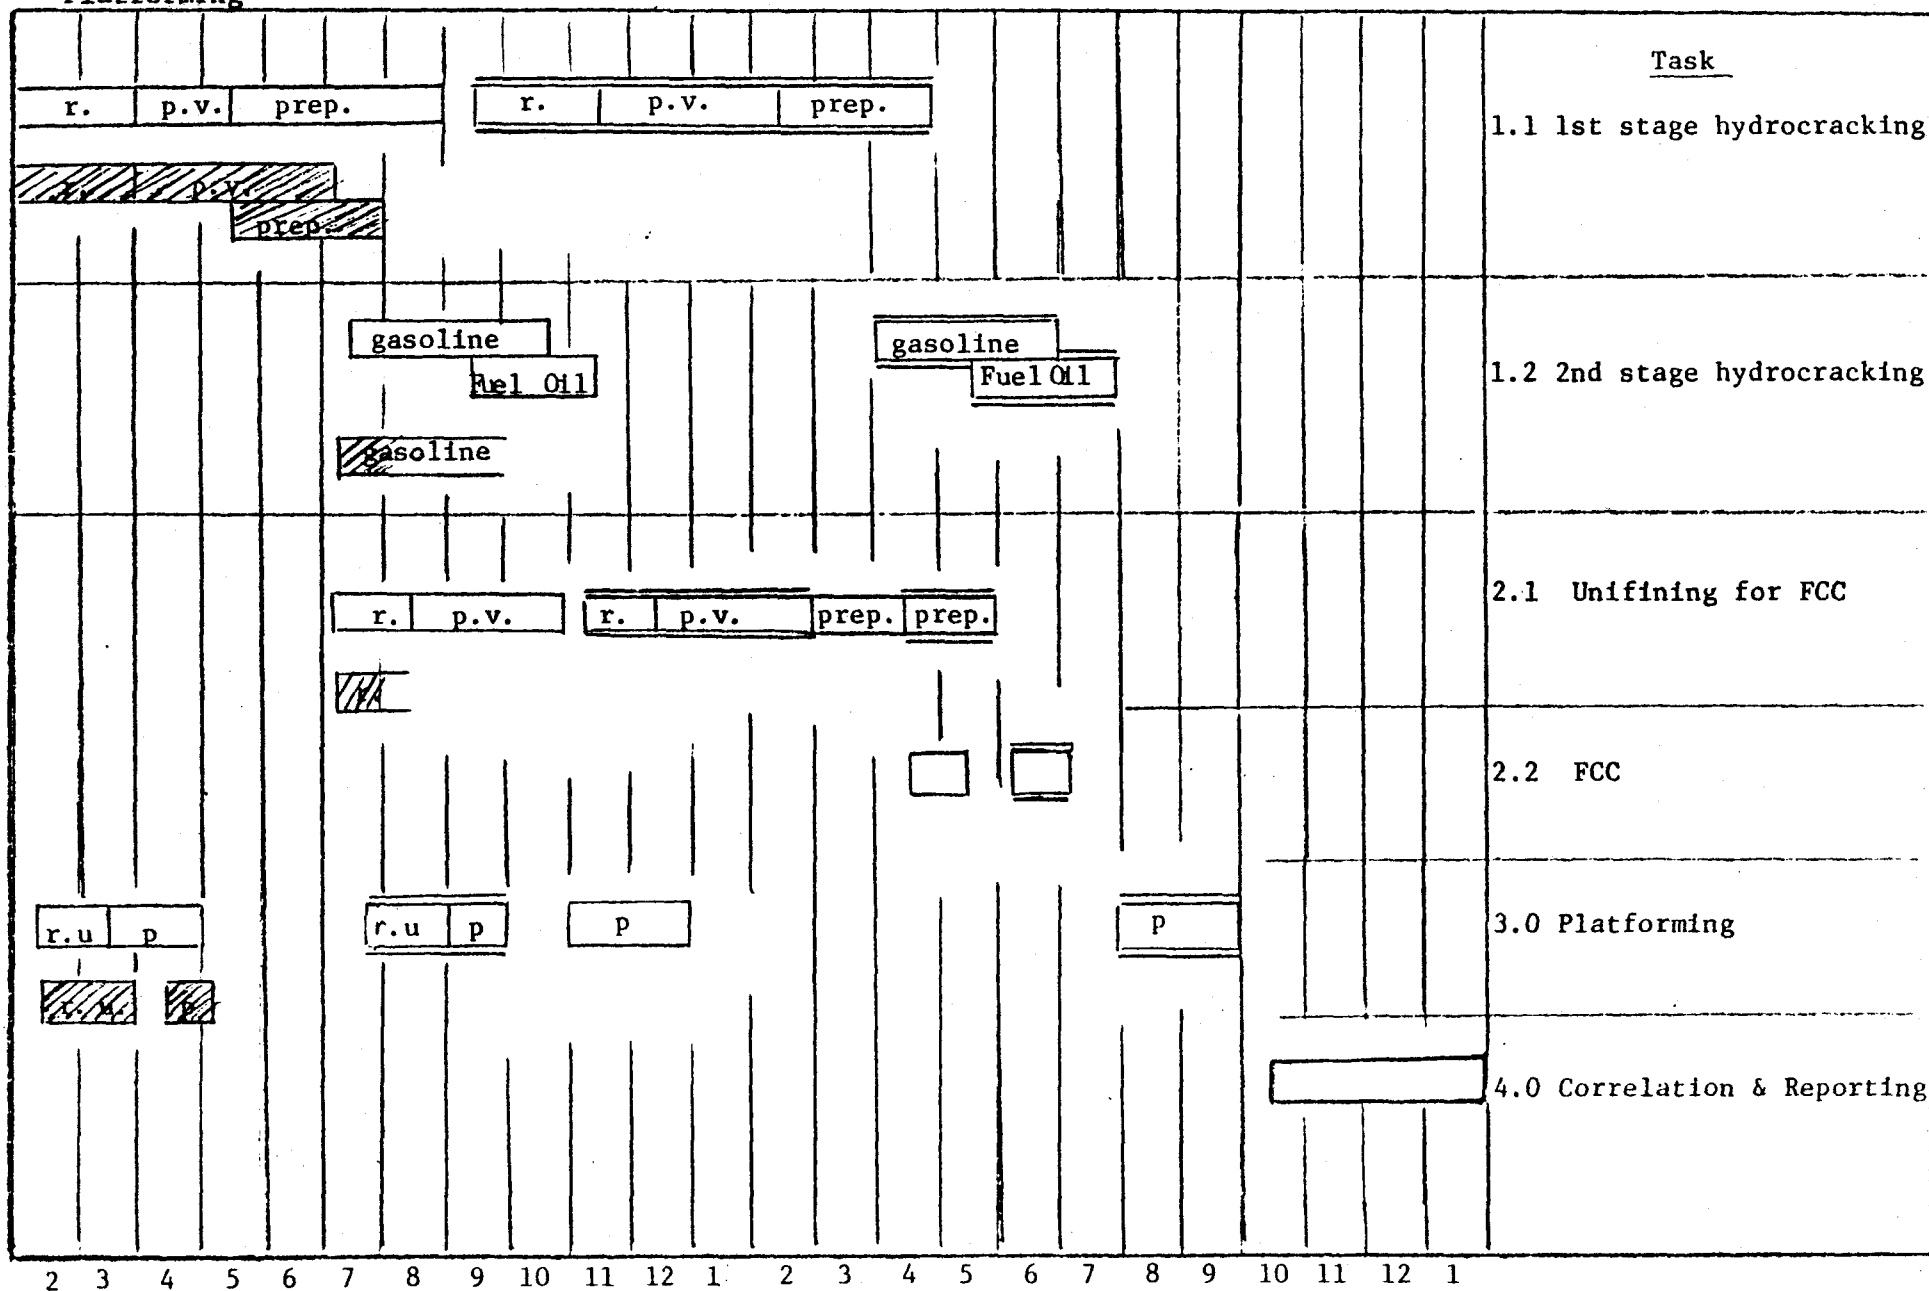 Platforming
Task
r. p.v. prep. r. p.v. prep.
1.1 1st stage hydrocracking
p.v.
prep.
gasoline gasoline
Fuel Oil Fuel Oil
1.2 2nd stage hydrocracking
gasoline
2.1 Unifining for FCC
r. p.v. r. p.v. prep. prep.
2.2 FCC
r.u p r.u p p p
3.0 Platforming
4.0 Correlation & Reporting
2 3 4 5 6 7 8 9 10 11 12 1 2 3 4 5 6 7 8 9 10 11 12 1